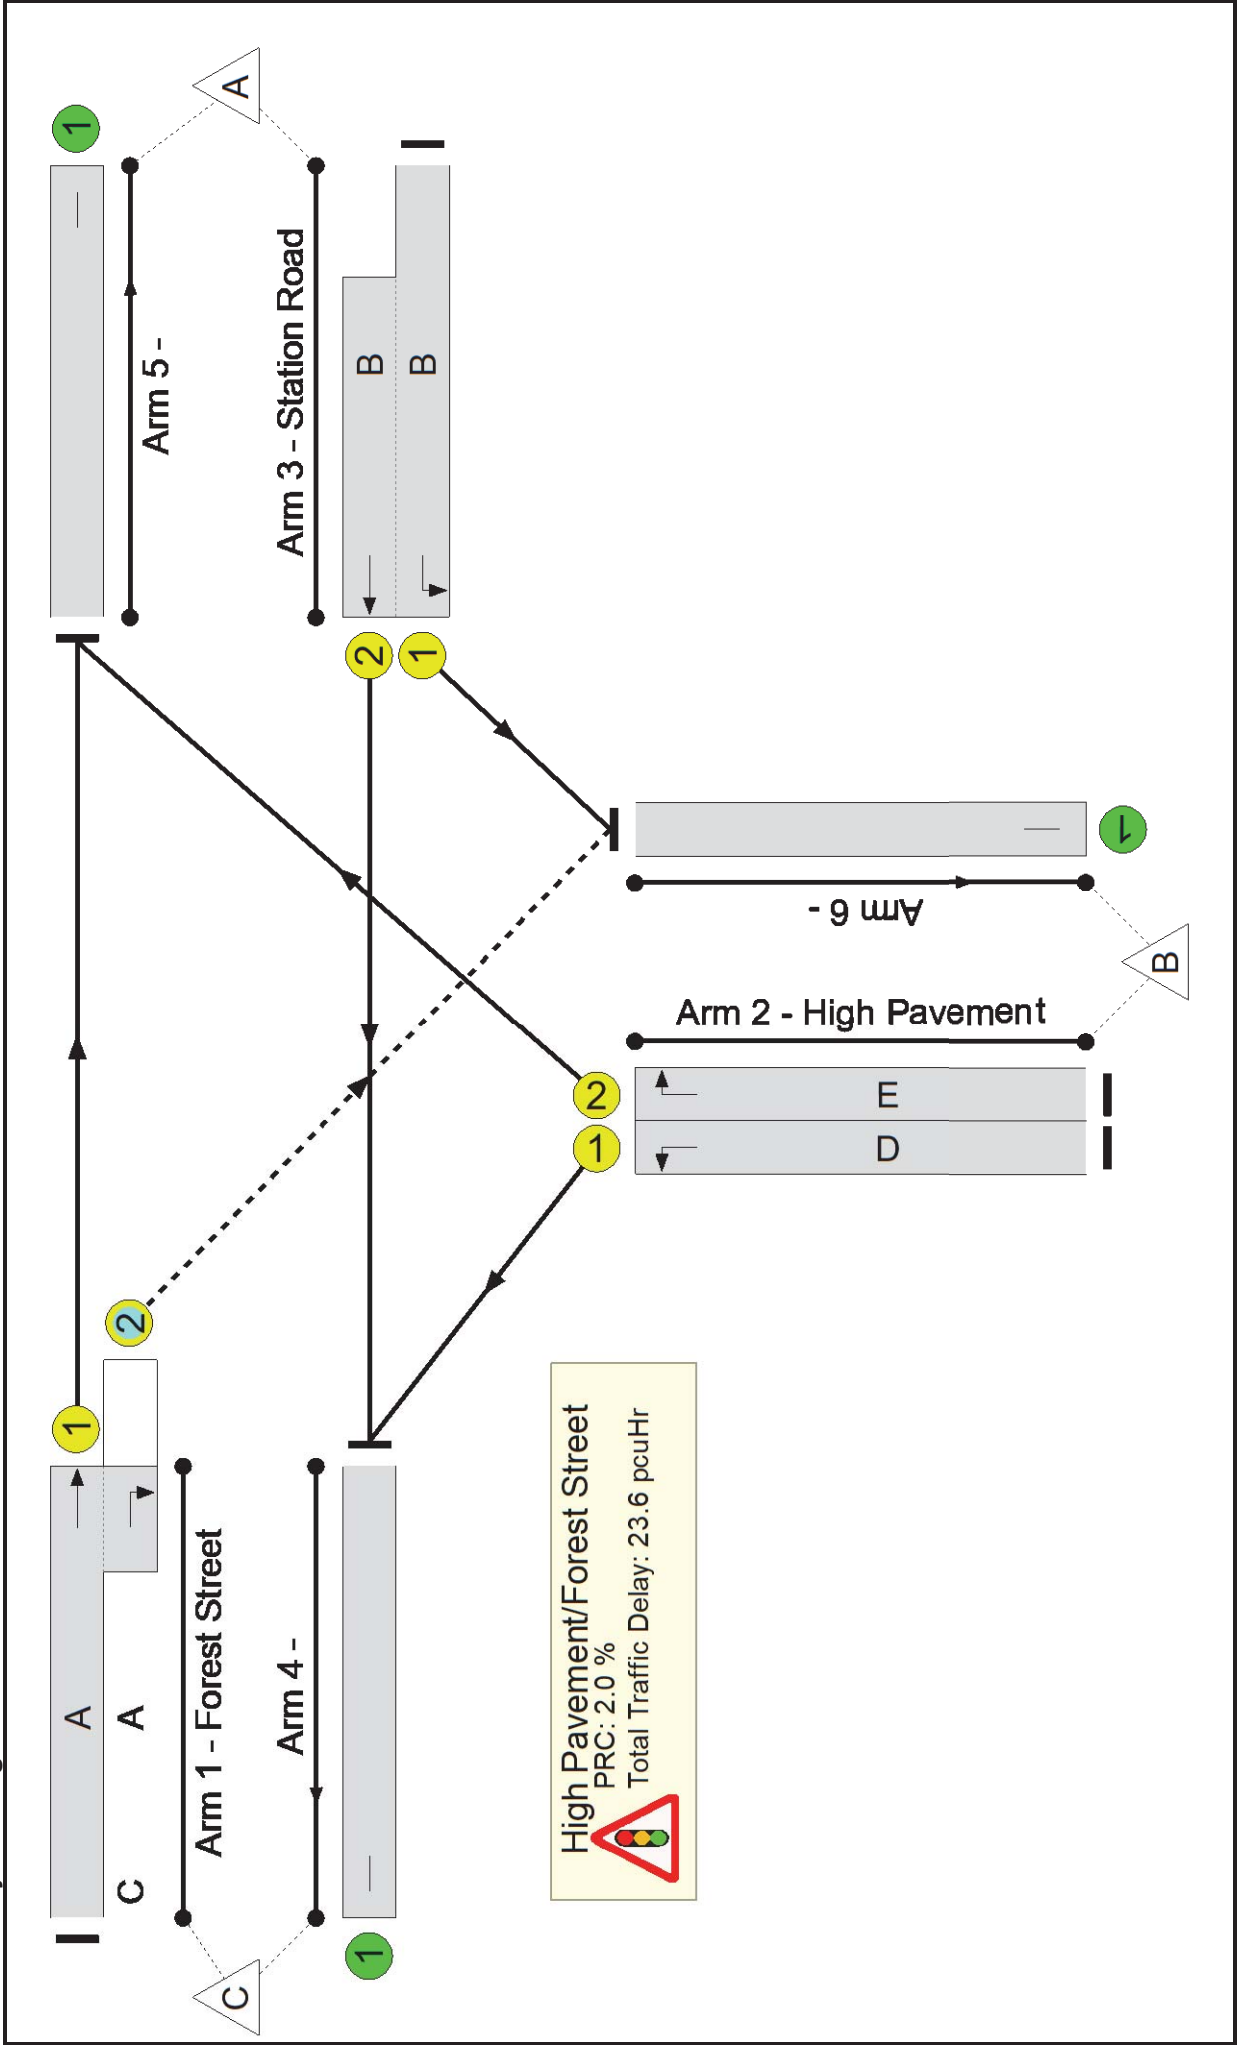 1
A
Arm 5 -
Arm 3 - Station Road
B
B
2
1
1
Arm 6 -
B
Arm 2 - High Pavement
2
1
E
D
2
1
A
C A
Arm 1 - Forest Street
Arm 4 -
1
C
High Pavement/Forest Street
PRC: 2.0 %
Total Traffic Delay: 23.6 pcuHr